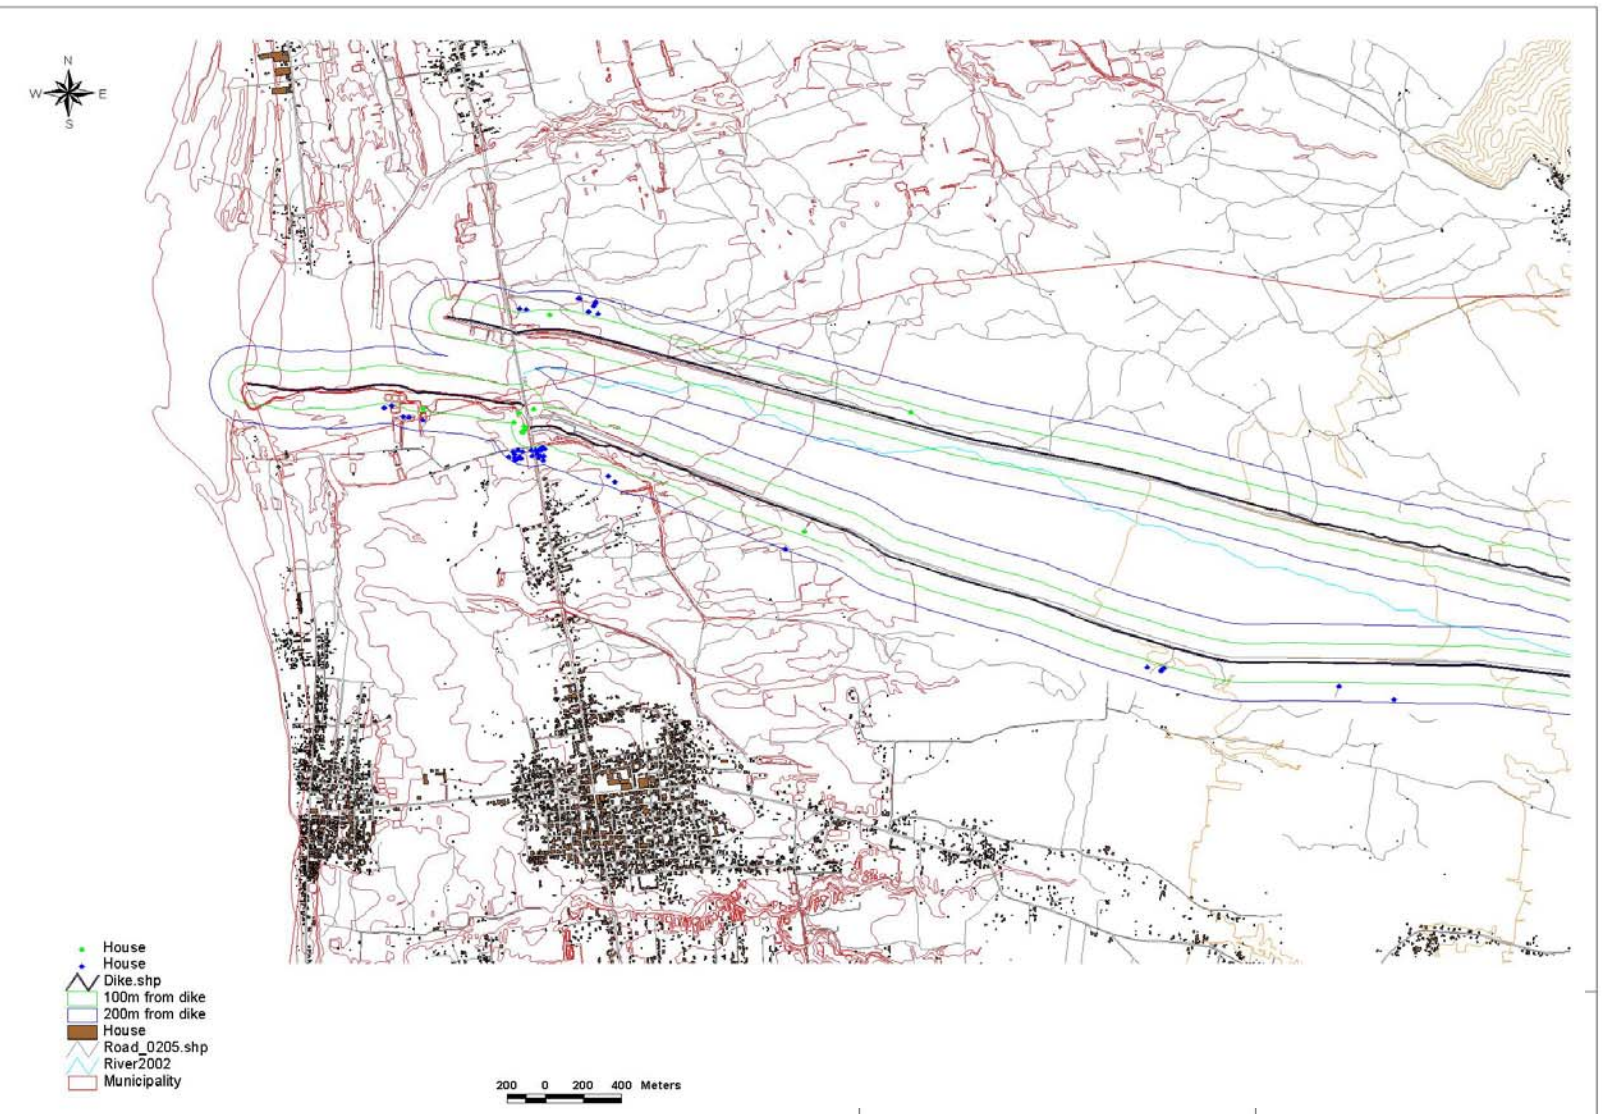 N
W E
S
House
House
Dike.shp
100m from dike
200m from dike
House
Road_0205.shp
River2002
Municipality
200 0 200 400 Meters